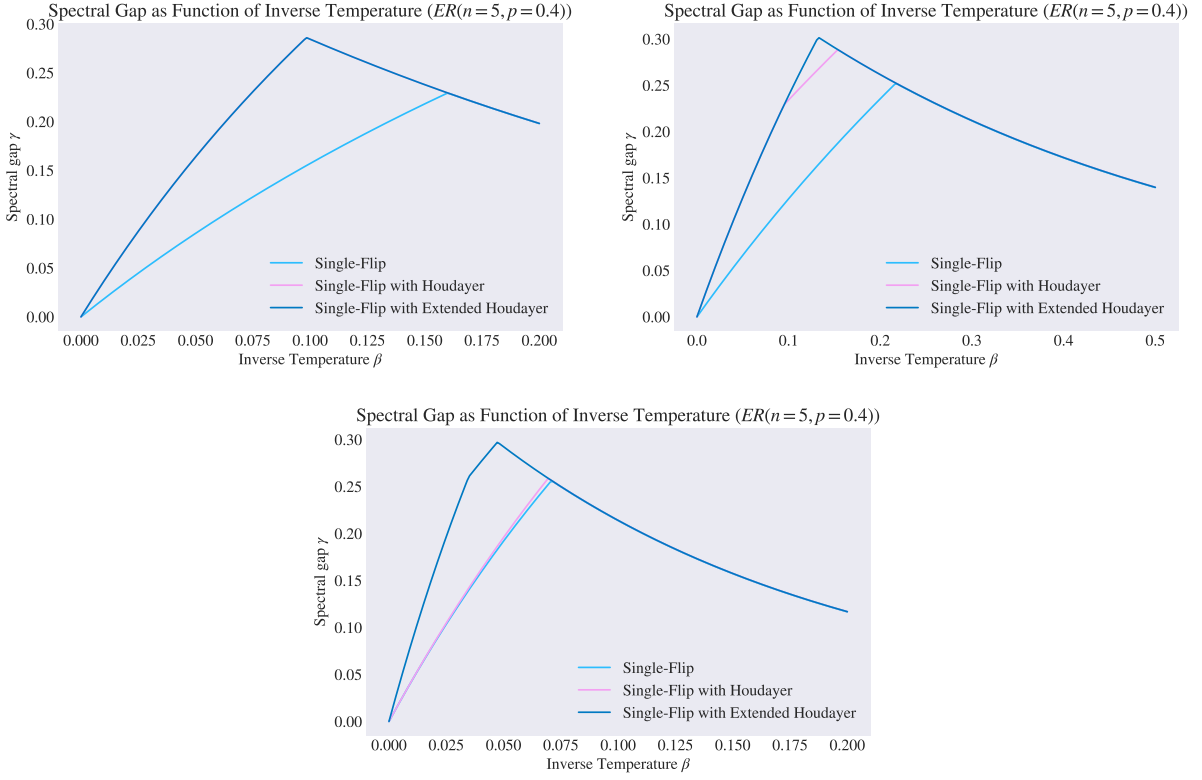 Spectral Gap as Function of Inverse Temperature (ER(n = 5, p = 0.4))
0.30
0.25
0.20
0.15
0.10
0.05
0.00
Spectral gap γ
Single-Flip
Single-Flip with Houdayer
Single-Flip with Extended Houdayer
0.000 0.025 0.050 0.075 0.100 0.125 0.150 0.175 0.200
Inverse Temperature β
Spectral Gap as Function of Inverse Temperature (ER(n = 5, p = 0.4))
0.30
0.25
0.20
0.15
0.10
0.05
0.00
Spectral gap γ
Single-Flip
Single-Flip with Houdayer
Single-Flip with Extended Houdayer
0.0 0.1 0.2 0.3 0.4 0.5
Inverse Temperature β
Spectral Gap as Function of Inverse Temperature (ER(n = 5, p = 0.4))
0.30
0.25
0.20
0.15
0.10
0.05
0.00
Spectral gap γ
Single-Flip
Single-Flip with Houdayer
Single-Flip with Extended Houdayer
0.000 0.025 0.050 0.075 0.100 0.125 0.150 0.175 0.200
Inverse Temperature β